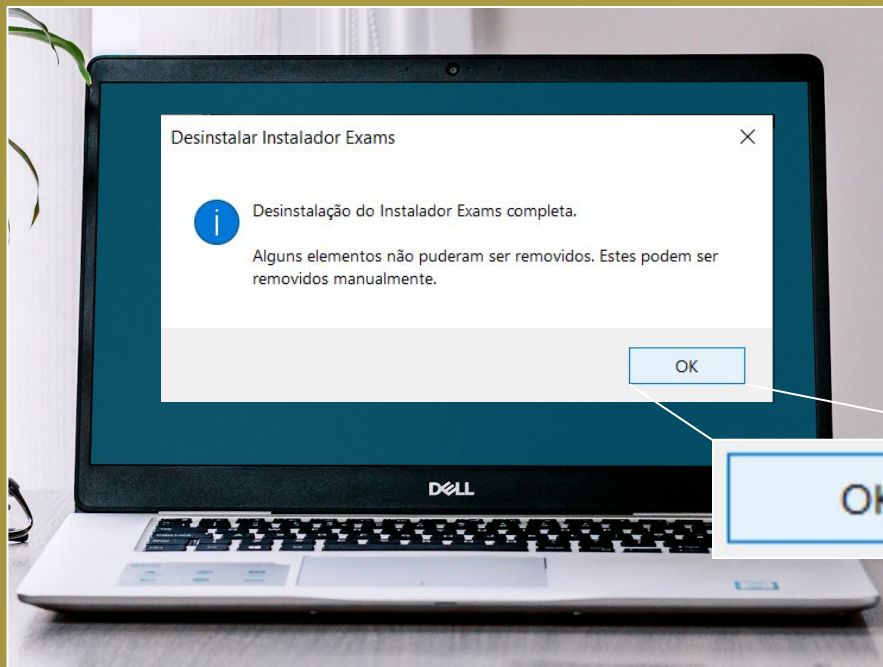 Desinstalar Instalador Exams
Desinstalação do Instalador Exams completa.
Alguns elementos não puderam ser removidos. Estes podem ser
removidos manualmente.
OK
DELL
OK